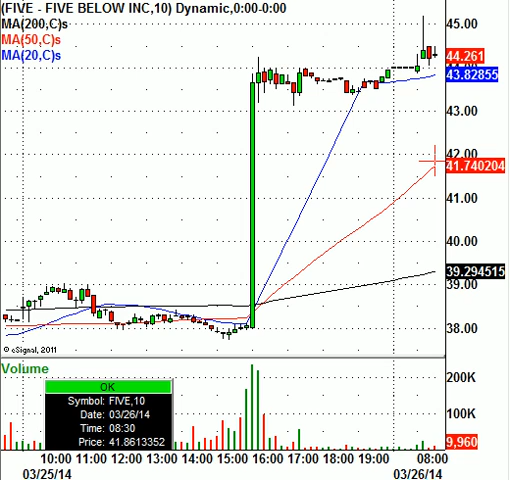 (FIVE - FIVE BELOW INC,10) Dynamic,0:00-0:00
MA(200,C)s
MA(50,C)s
MA(20,C)s
45.00
44.261
43.82855
43.00
42.00
41.740204
41.00
40.00
39.294515
39.00
38.00
© eSignal, 2011
Volume
200K
100K
9,960
OK
Symbol: FIVE,10
Date: 03/26/14
Time: 08:30
Price: 41.8613352
10:00 11:00 12:00 13:00 14:00 15:00 16:00 17:00 18:00 19:00 08:00
03/25/14 03/26/14